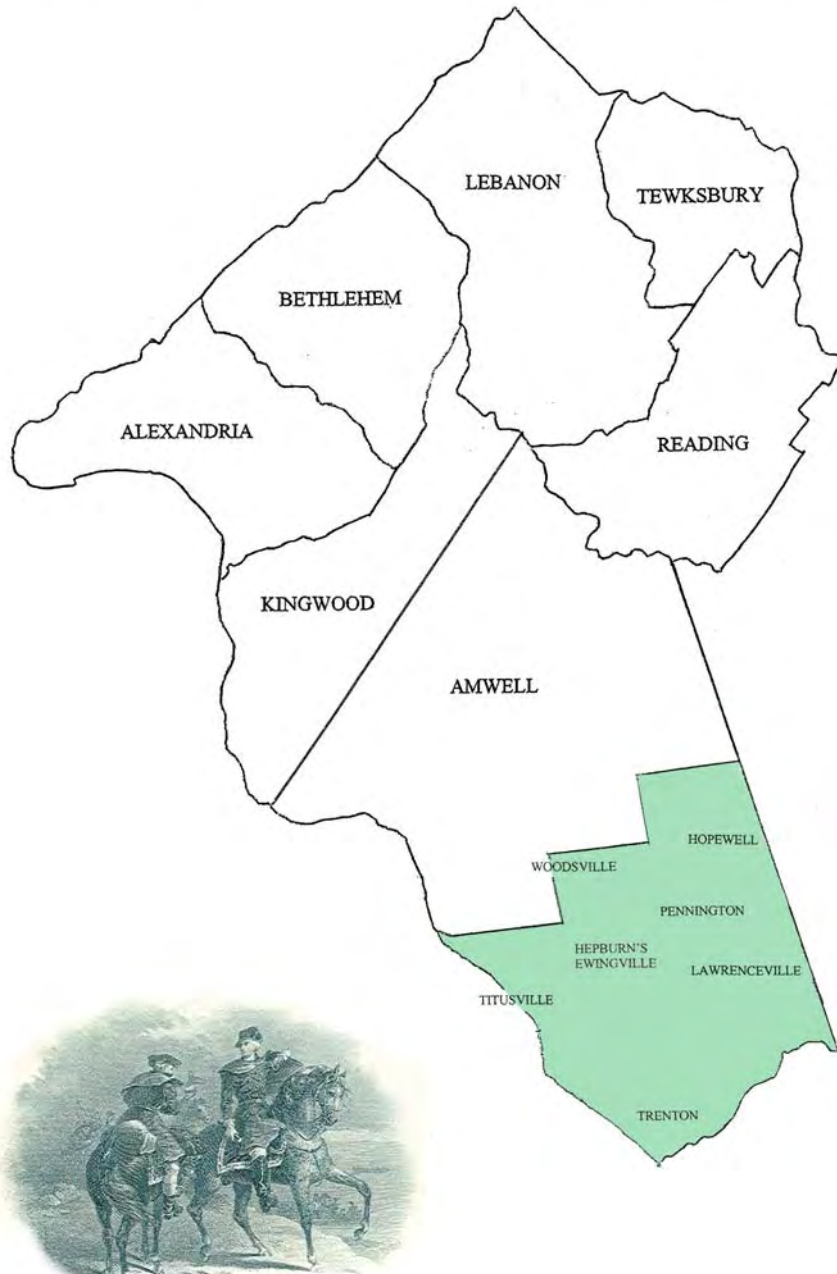 LEBANON
TEWKSBURY
BETHLEHEM
ALEXANDRIA
READING
KINGWOOD
AMWELL
HOPEWELL
WOODSVILLE
PENNINGTON
HEPBURN'S
EWINGVILLE
LAWRENCEVILLE
TITUSVILLE
TRENTON